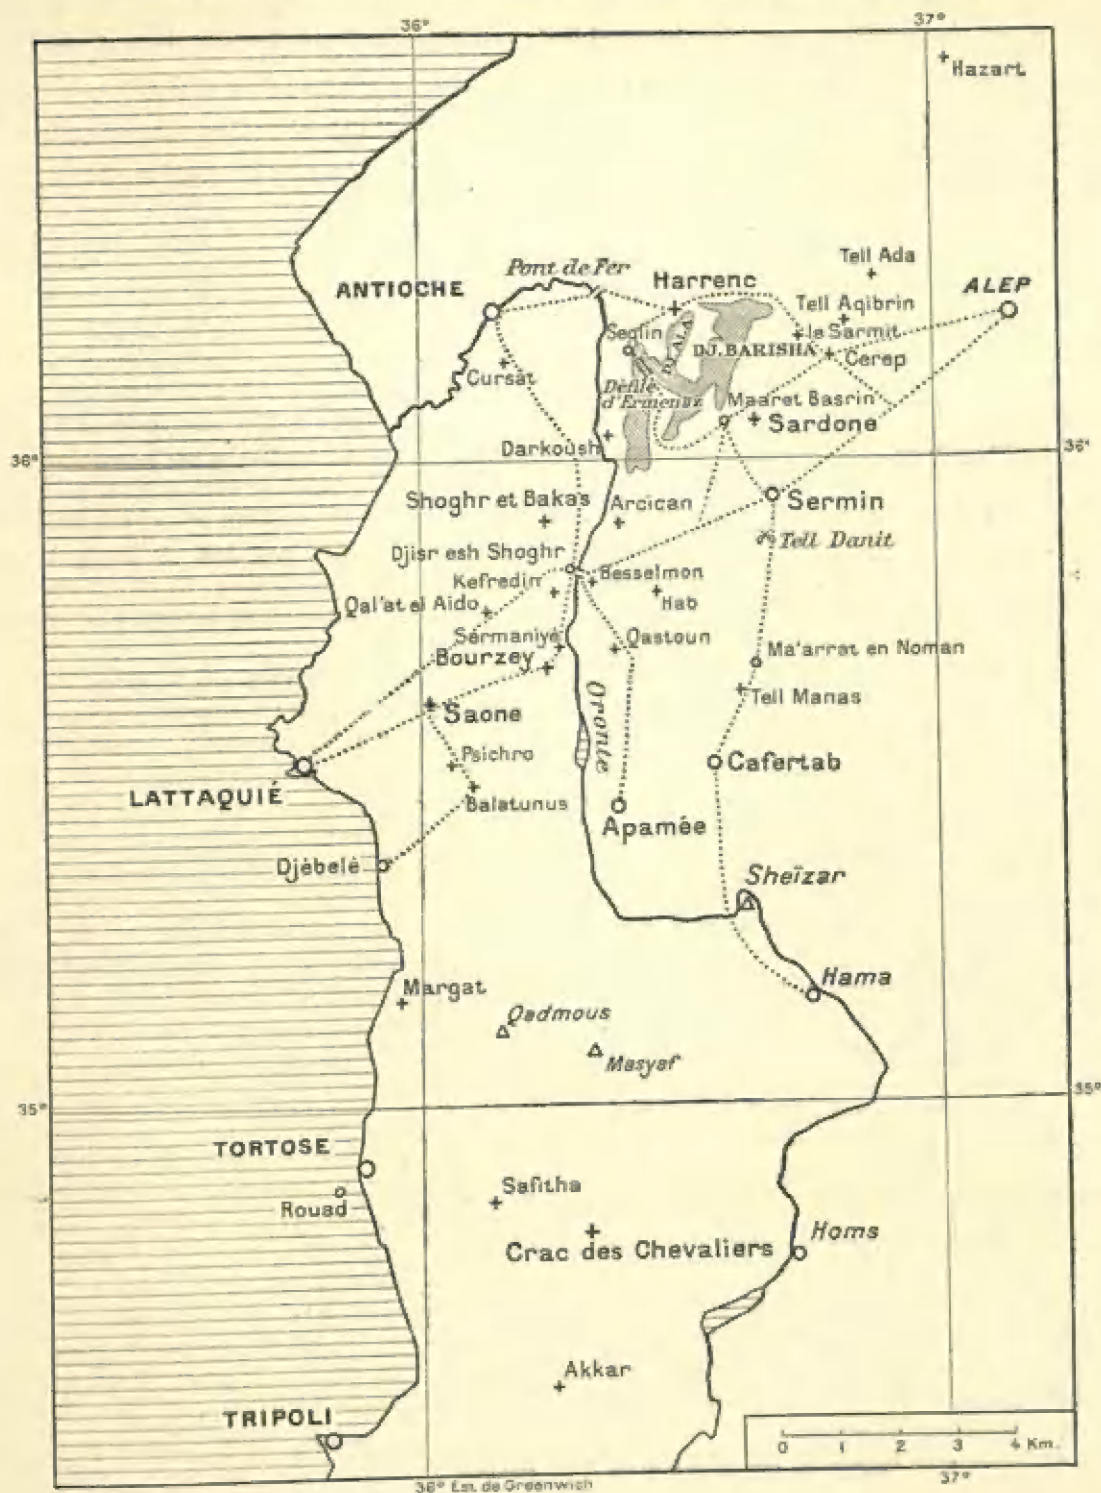 36°
37°
Hazart
Tell Ada
Pont de Fer
Harrenc
ALEP
ANTIOCHE
Tell Aqibrin
Seqlin
DJ. ALA
DJ. BARISHA
le Sarmit
Cerep
Cursat
Défilé
d'Ermenaz
Maaret Basrin
Sardone
Darkoush
36°
36°
Shoghr et Bakas
Arcican
Sermin
Tell Danit
Djisr esh Shoghr
Besselmon
Kefredin
Hab
Qal'at el Aido
Sermaniyé
Qastoun
Ma'arrat en Noman
Bourzey
Tell Manas
Oronte
Saone
Psichro
Cafertab
LATTAQUIÉ
Balatunus
Apamée
Djébelé
Sheïzar
Margat
Hama
Qadmous
Masyaf
35°
35°
TORTOSE
Safitha
Rouad
Homs
Crac des Chevaliers
Akkar
TRIPOLI
0 1 2 3 4 Km.
36° Est. de Greenwich
37°